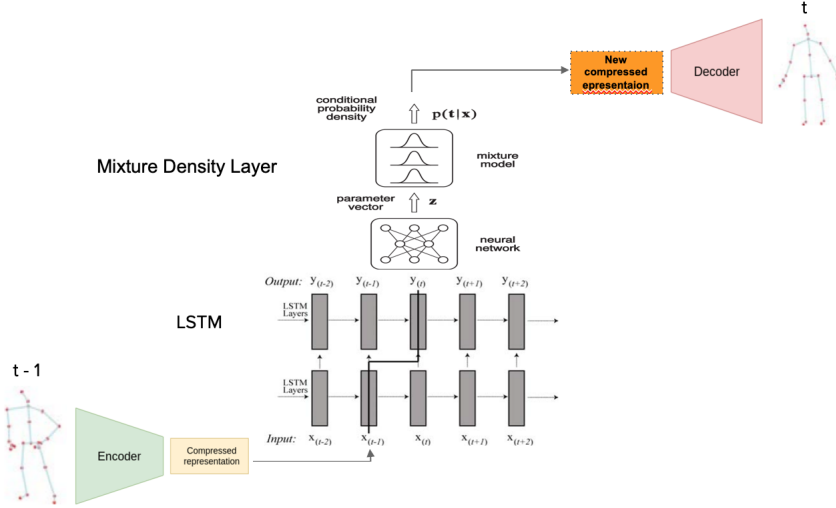 t
New
compressed
epresentaion
Decoder
conditional
probability
density
p(t|x)
Mixture Density Layer
mixture
model
parameter
vector
z
neural
network
Output: y(t-2) y(t-1) y(t) y(t+1) y(t+2)
LSTM
Layers
LSTM
t - 1
LSTM
Layers
Input: x(t-2) x(t-1) x(t) x(t+1) x(t+2)
Encoder
Compressed
representation